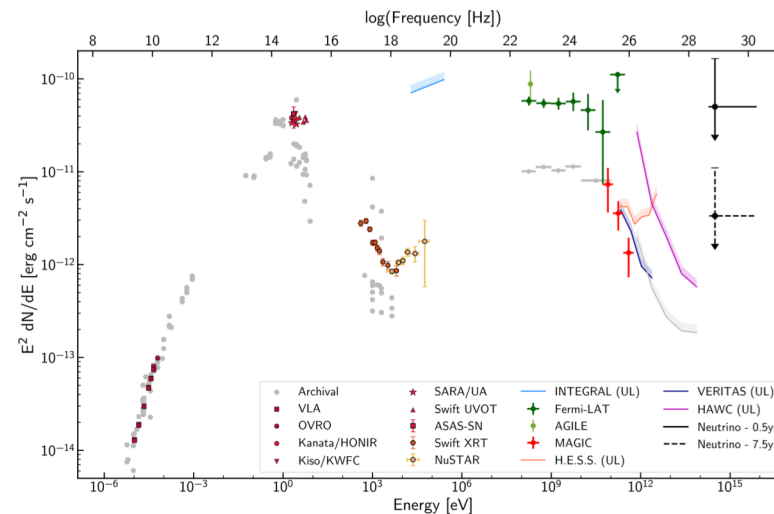 log(Frequency [Hz])
8 10 12 14 16 18 20 22 24 26 28 30
10⁻¹⁰
10⁻¹¹
10⁻¹²
10⁻¹³
10⁻¹⁴
E² dN/dE [erg cm⁻² s⁻¹]
Archival
VLA
OVRO
Kanata/HONIR
Kiso/KWFC
SARA/UA
Swift UVOT
ASAS-SN
Swift XRT
NuSTAR
INTEGRAL (UL)
Fermi-LAT
AGILE
MAGIC
H.E.S.S. (UL)
VERITAS (UL)
HAWC (UL)
Neutrino - 0.5y
Neutrino - 7.5y
10⁻⁶ 10⁻³ 10⁰ 10³ 10⁶ 10⁹ 10¹² 10¹⁵
Energy [eV]